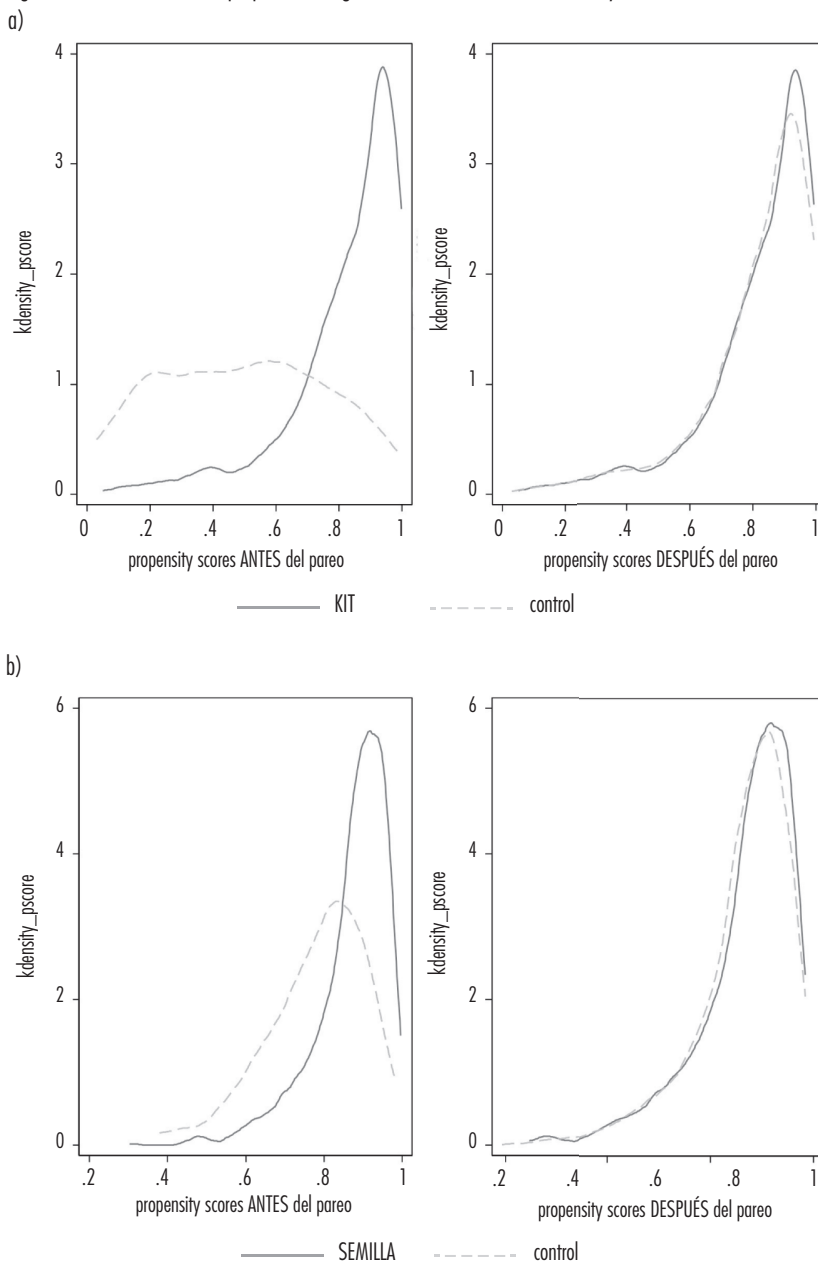 a)
4
3
2
1
0
kdensity_pscore
0 .2 .4 .6 .8 1
propensity scores ANTES del pareo
4
3
2
1
0
kdensity_pscore
0 .2 .4 .6 .8 1
propensity scores DESPUÉS del pareo
KIT control
b)
6
4
2
0
kdensity_pscore
.2 .4 .6 .8 1
propensity scores ANTES del pareo
6
4
2
0
kdensity_pscore
.2 .4 .6 .8 1
propensity scores DESPUÉS del pareo
SEMILLA control